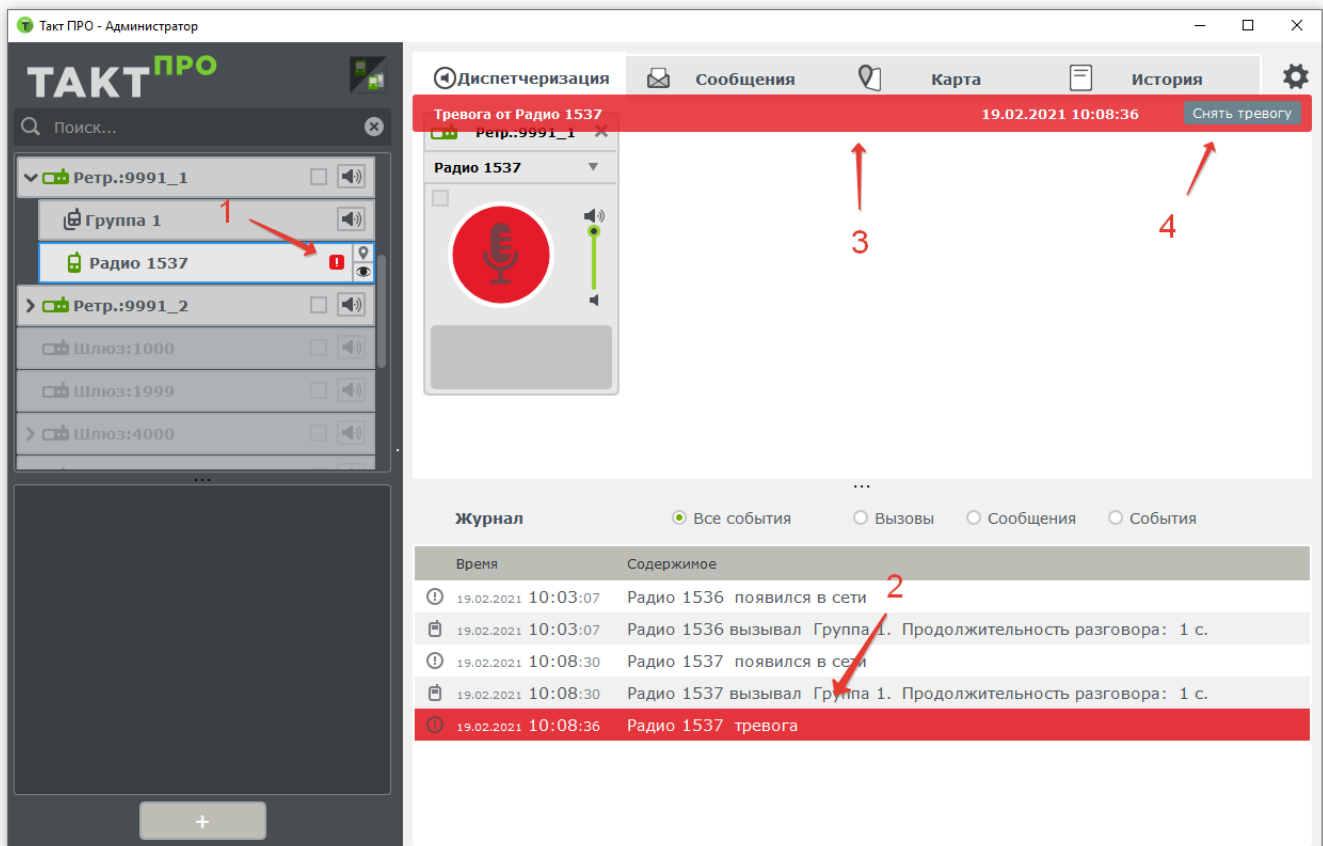 Такт ПРО - Администратор
ТАКТ ПРО
Поиск...
Ретр.:9991_1
Группа 1
1
Радио 1537
Ретр.:9991_2
Шлюз:1000
Шлюз:1999
Шлюз:4000
...
+
Диспетчеризация Сообщения Карта История
Тревога от Радио 1537 19.02.2021 10:08:36 Снять тревогу
Ретр.:9991_1
Радио 1537
3
4
...
Журнал Все события Вызовы Сообщения События
Время Содержимое
2
19.02.2021 10:03:07 Радио 1536 появился в сети
19.02.2021 10:03:07 Радио 1536 вызывал Группа 1. Продолжительность разговора: 1 с.
19.02.2021 10:08:30 Радио 1537 появился в сети
19.02.2021 10:08:30 Радио 1537 вызывал Группа 1. Продолжительность разговора: 1 с.
19.02.2021 10:08:36 Радио 1537 тревога